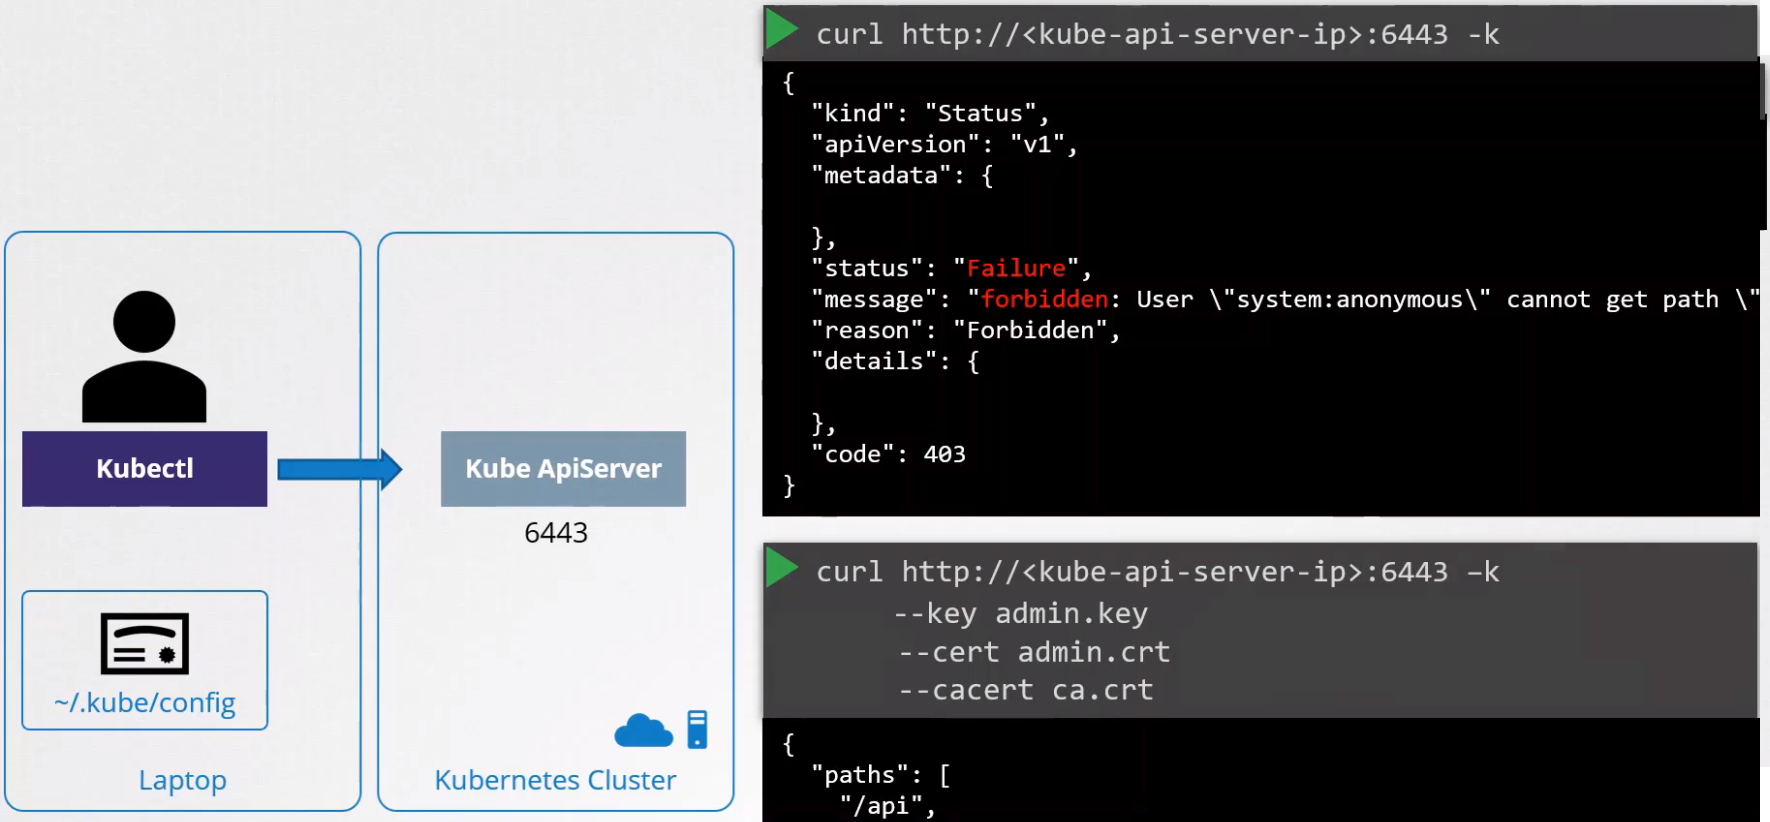 Kubectl
~/.kube/config
Laptop
Kube ApiServer
6443
Kubernetes Cluster
curl http://<kube-api-server-ip>:6443 -k
{
"kind": "Status",
"apiVersion": "v1",
"metadata": {
},
"status": "Failure",
"message": "forbidden: User \"system:anonymous\" cannot get path \"
"reason": "Forbidden",
"details": {
},
"code": 403
}
curl http://<kube-api-server-ip>:6443 –k
--key admin.key
--cert admin.crt
--cacert ca.crt
{
"paths": [
"/api",